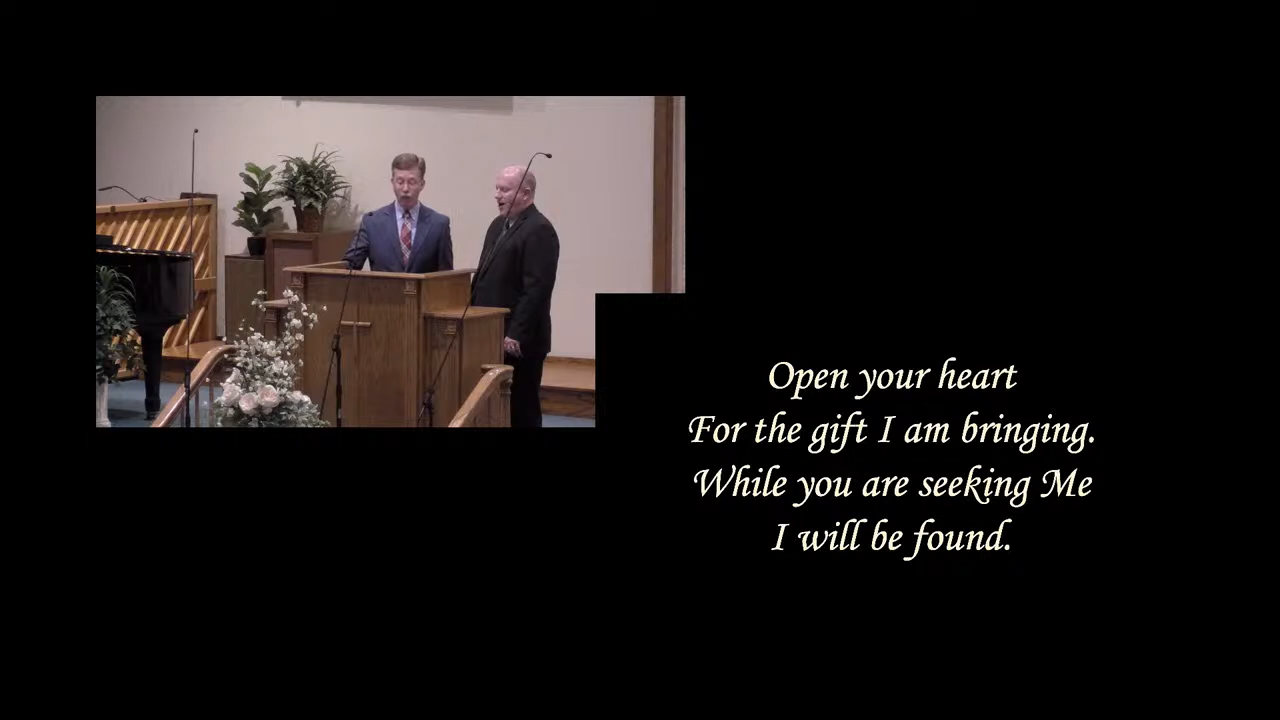 Open your heart
For the gift I am bringing.
While you are seeking Me
I will be found.